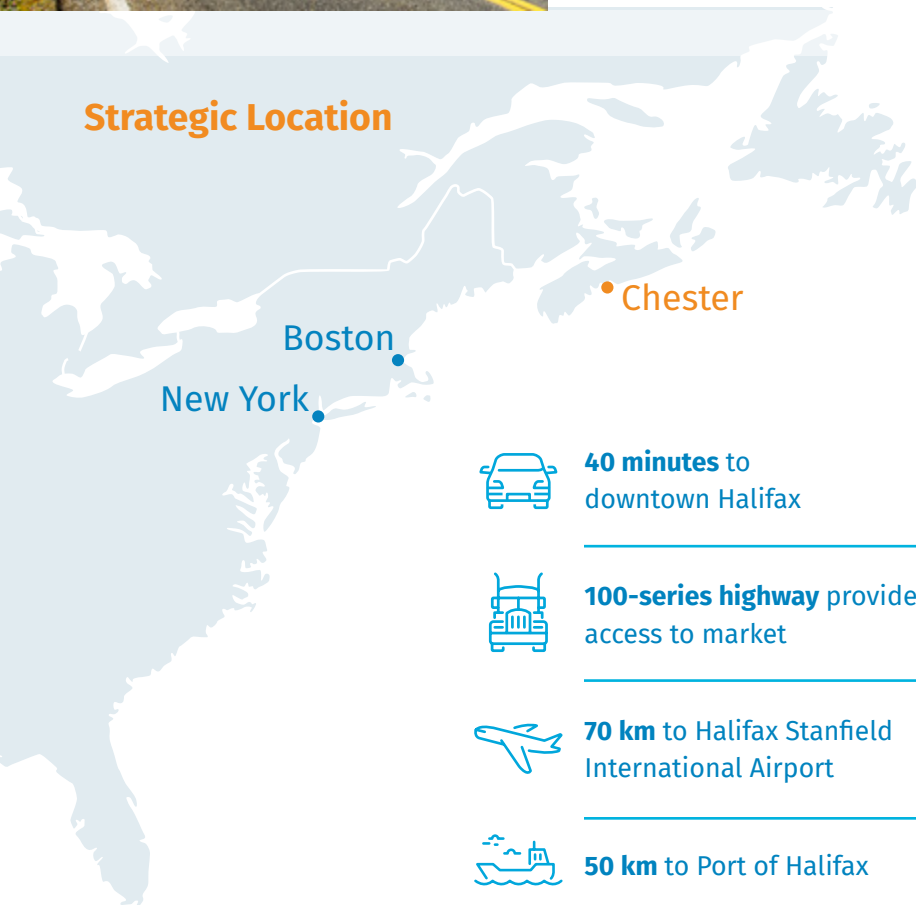 Strategic Location
Chester
Boston
New York
40 minutes to
downtown Halifax
100-series highway provide
access to market
70 km to Halifax Stanfield
International Airport
50 km to Port of Halifax